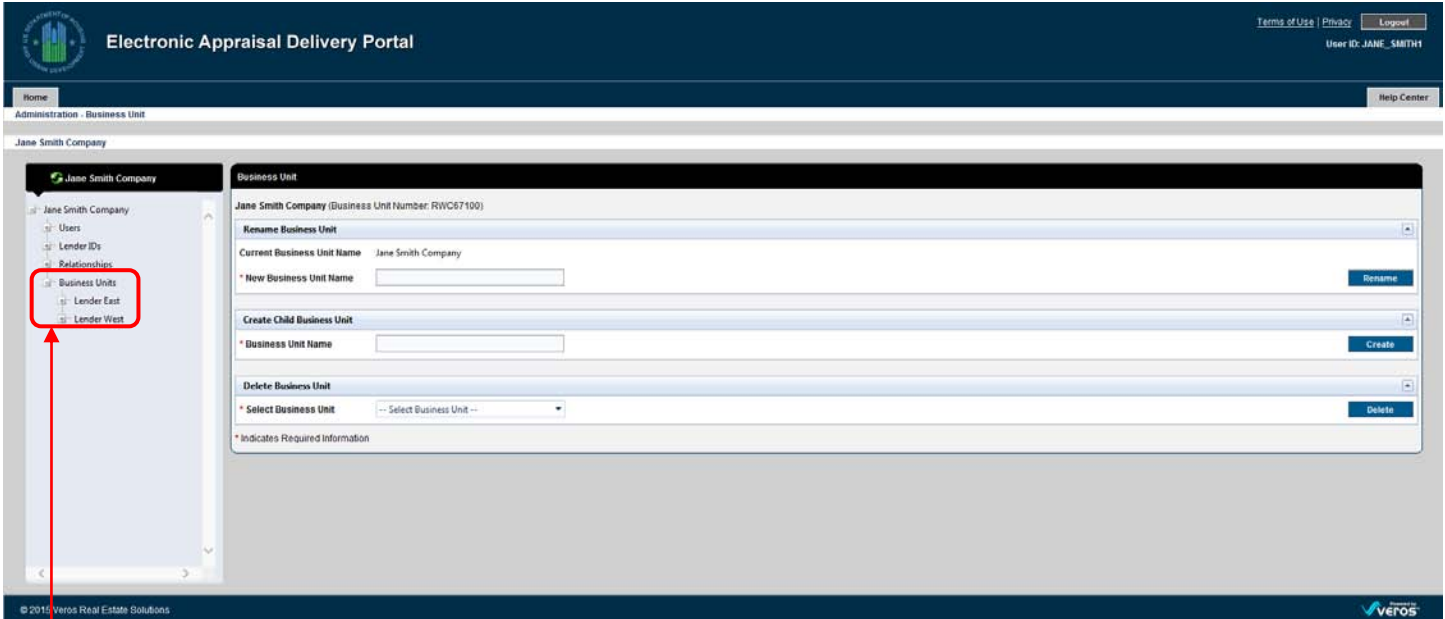 Terms of Use | Privacy Logout
Electronic Appraisal Delivery Portal
User ID: JANE_SMITH1
Home Help Center
Administration - Business Unit
Jane Smith Company
Jane Smith Company
Jane Smith Company
Users
Lender IDs
Relationships
Business Units
Lender East
Lender West
Business Unit
Jane Smith Company (Business Unit Number: RWC67100)
Rename Business Unit
Current Business Unit Name Jane Smith Company
* New Business Unit Name Rename
Create Child Business Unit
* Business Unit Name Create
Delete Business Unit
* Select Business Unit -- Select Business Unit -- Delete
* Indicates Required Information
© 2015 Veros Real Estate Solutions
Powered by
veros